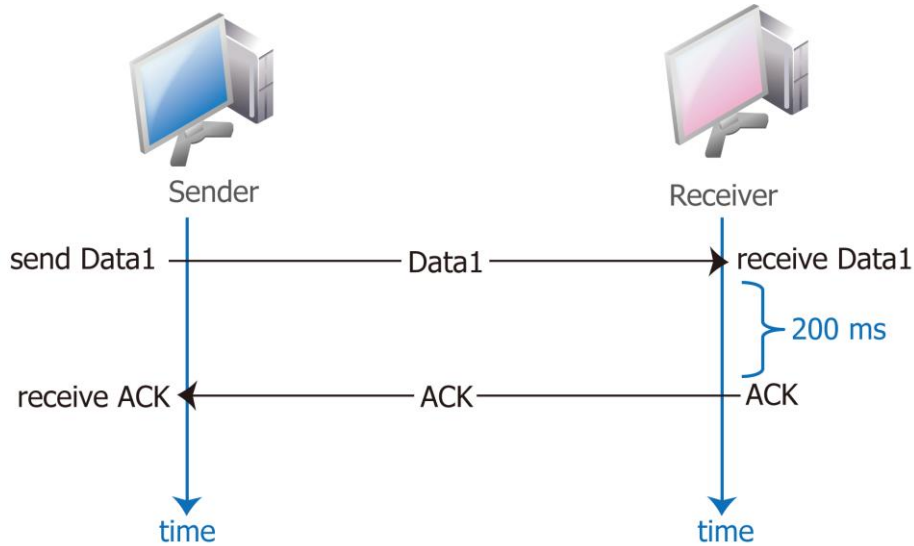 Sender
Receiver
send Data1
Data1
receive Data1
200 ms
receive ACK
ACK
ACK
time
time